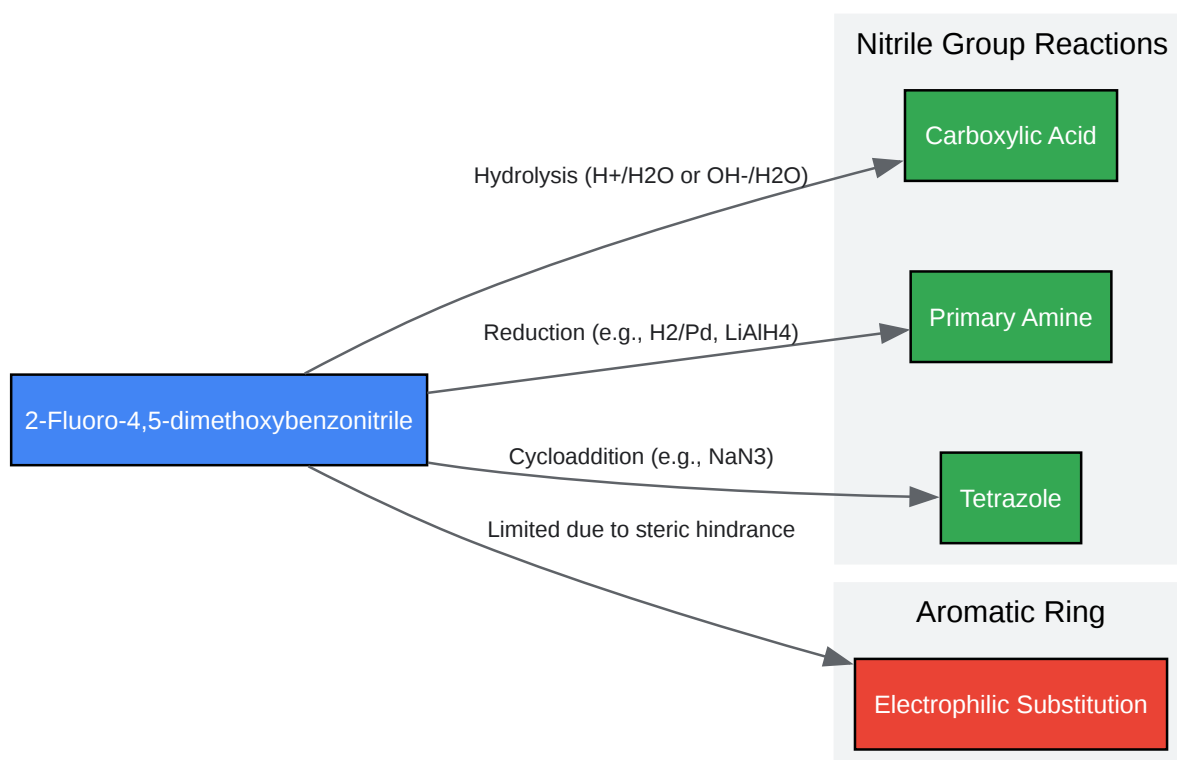 Nitrile Group Reactions
Carboxylic Acid
Hydrolysis (H+/H2O or OH-/H2O)
Primary Amine
Reduction (e.g., H2/Pd, LiAlH4)
2-Fluoro-4,5-dimethoxybenzonitrile
Cycloaddition (e.g., NaN3)
Tetrazole
Limited due to steric hindrance
Aromatic Ring
Electrophilic Substitution